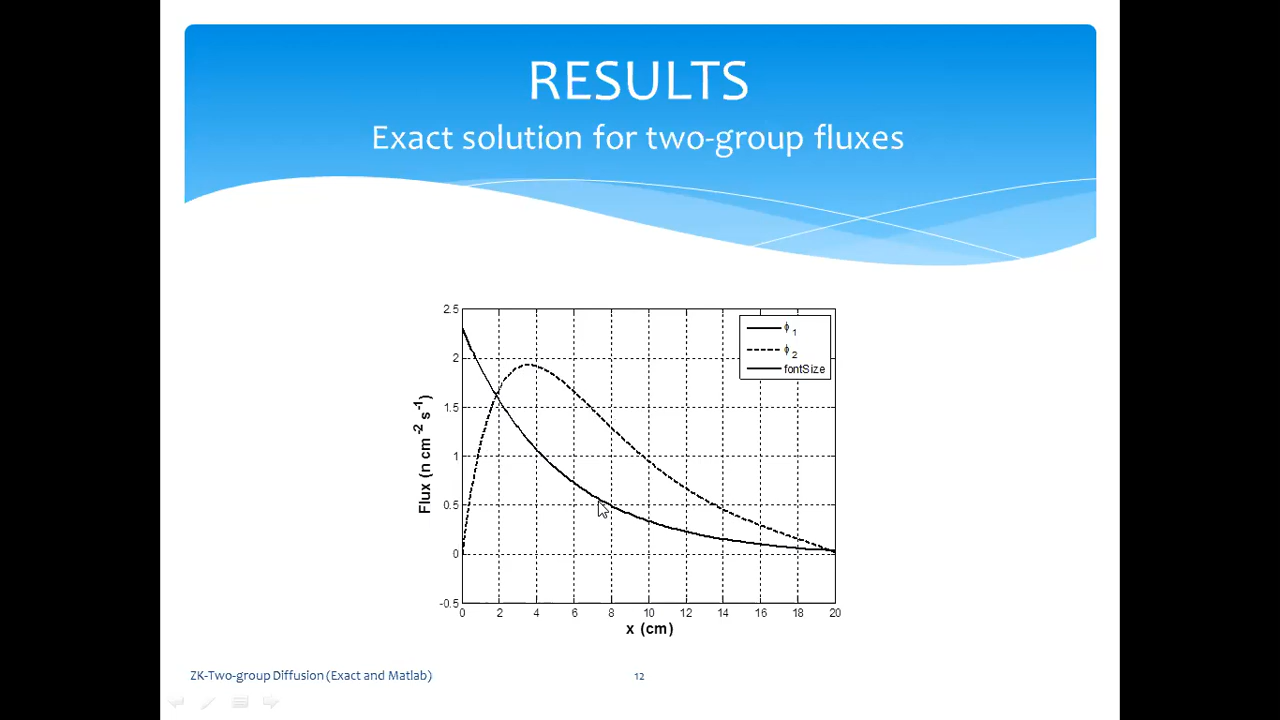 RESULTS
Exact solution for two-group fluxes
2.5
2
1.5
1
0.5
0
-0.5
Flux (n cm-2 s-1)
0 2 4 6 8 10 12 14 16 18 20
x (cm)
ϕ1
ϕ2
fontSize
ZK-Two-group Diffusion (Exact and Matlab)
12